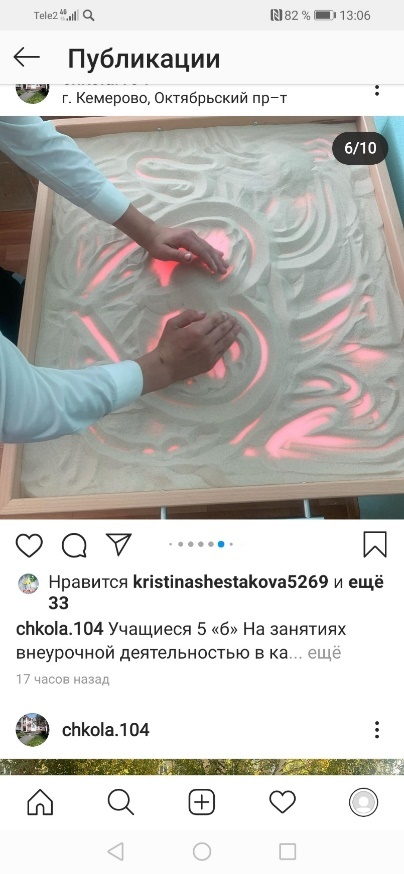 Tele2 4G 82 % 13:06
Публикации
г. Кемерово, Октябрьский пр–т
6/10
Нравится kristinashestakova5269 и ещё
33
chkola.104 Учащиеся 5 «б» На занятиях
внеурочной деятельностью в ка... ещё
17 часов назад
chkola.104